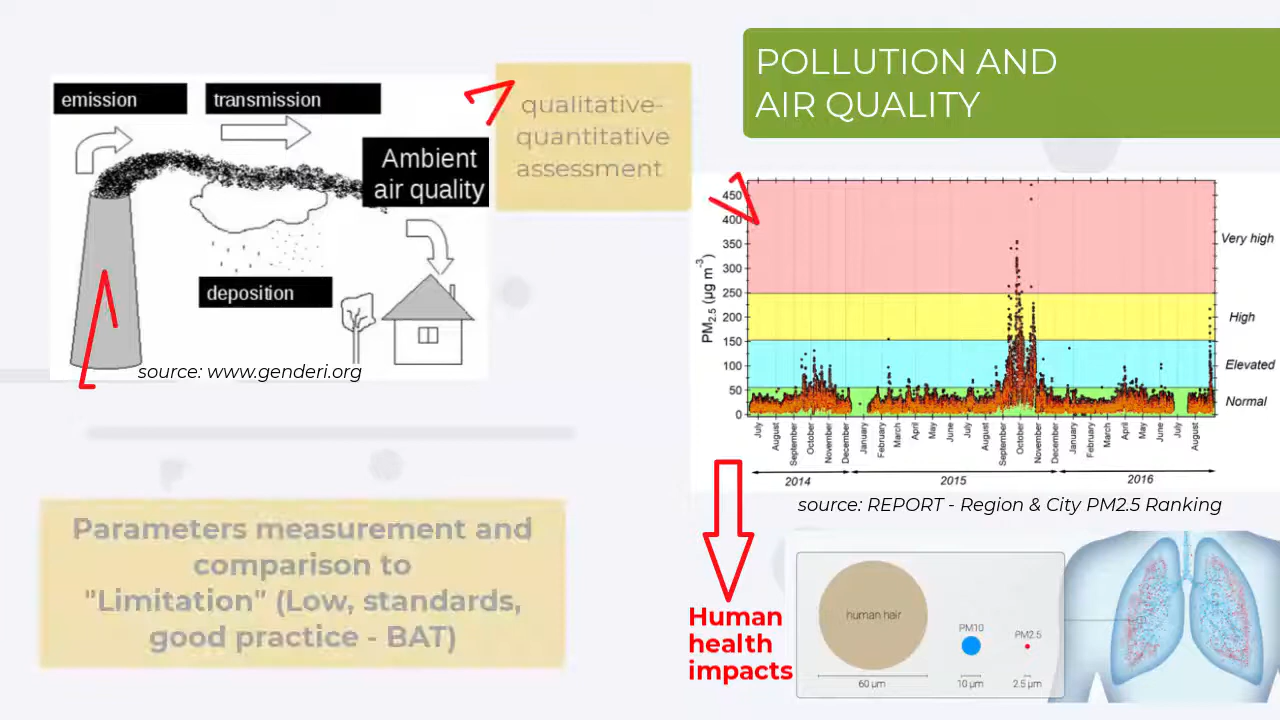 POLLUTION AND
AIR QUALITY
emission
transmission
Ambient
air quality
deposition
source: www.genderi.org
qualitative-
quantitative
assessment
Parameters measurement and
comparison to
"Limitation" (Low, standards,
good practice - BAT)
PM2.5 (µg m-3)
450
400
350
300
250
200
150
100
50
0
Very high
High
Elevated
Normal
July
August
September
October
November
December
January
February
March
April
May
June
July
August
September
October
November
December
January
February
March
April
May
June
July
August
2014
2015
2016
source: REPORT - Region & City PM2.5 Ranking
Human
health
impacts
human hair
PM10
PM2.5
60 µm
10 µm
2.5 µm